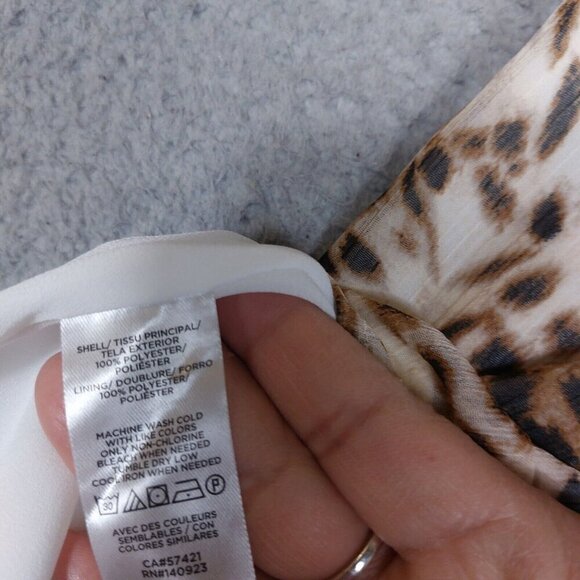 SHELL/ TISSU PRINCIPAL/
TELA EXTERIOR
100% POLYESTER/
POLIÉSTER
LINING/ DOUBLURE/ FORRO
100% POLYESTER/
POLIÉSTER
MACHINE WASH COLD
WITH LIKE COLORS
ONLY NON-CHLORINE
BLEACH WHEN NEEDED
TUMBLE DRY LOW
COOL IRON WHEN NEEDED
30 P
AVEC DES COULEURS
SEMBLABLES / CON
COLORES SIMILARES
CA#57421
RN#140923